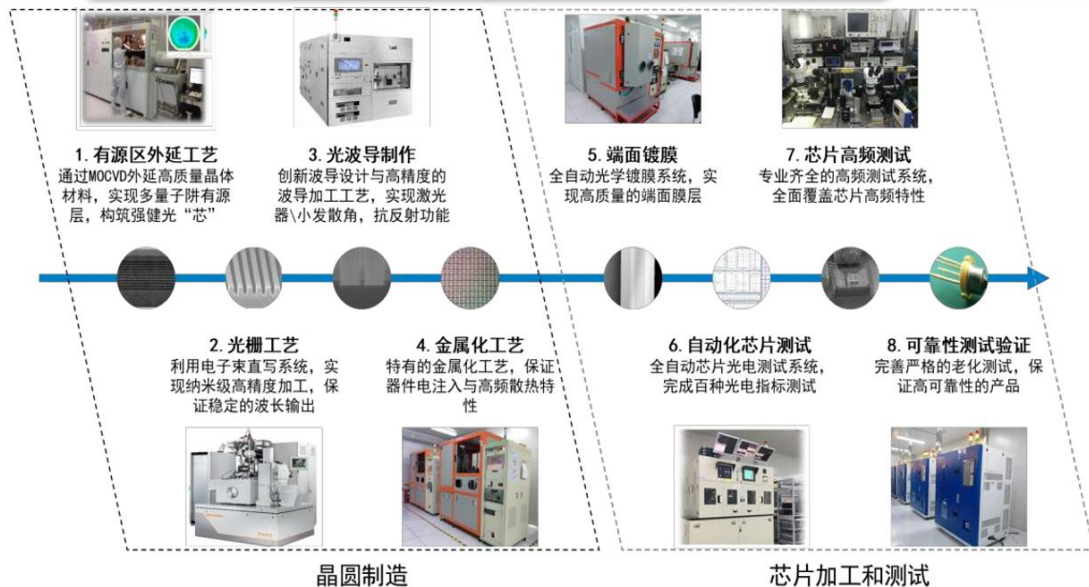 1.有源区外延工艺
通过MOCVD外延高质量晶体
材料，实现多量子阱有源
层，构筑强健光“芯”
3.光波导制作
创新波导设计与高精度的
波导加工工艺，实现激光
器\小发散角，抗反射功能
5.端面镀膜
全自动光学镀膜系统，实
现高质量的端面膜层
7.芯片高频测试
专业齐全的高频测试系统，
全面覆盖芯片高频特性
2.光栅工艺
利用电子束直写系统，实
现纳米级高精度加工，保
证稳定的波长输出
4.金属化工艺
特有的金属化工艺，保证
器件电注入与高频散热特
性
6.自动化芯片测试
全自动芯片光电测试系统，
完成百种光电指标测试
8.可靠性测试验证
完善严格的老化测试，保
证高可靠性的产品
晶圆制造
芯片加工和测试